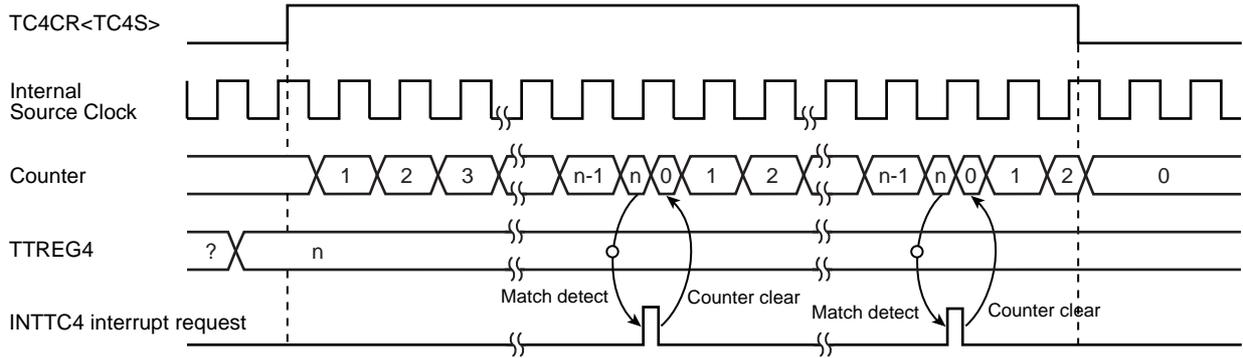 TC4CR<TC4S>
Internal
Source Clock
Counter
1 2 3 n-1 n 0 1 2 n-1 n 0 1 2 0
TTREG4
? n
Match detect Counter clear Match detect Counter clear
INTTC4 interrupt request